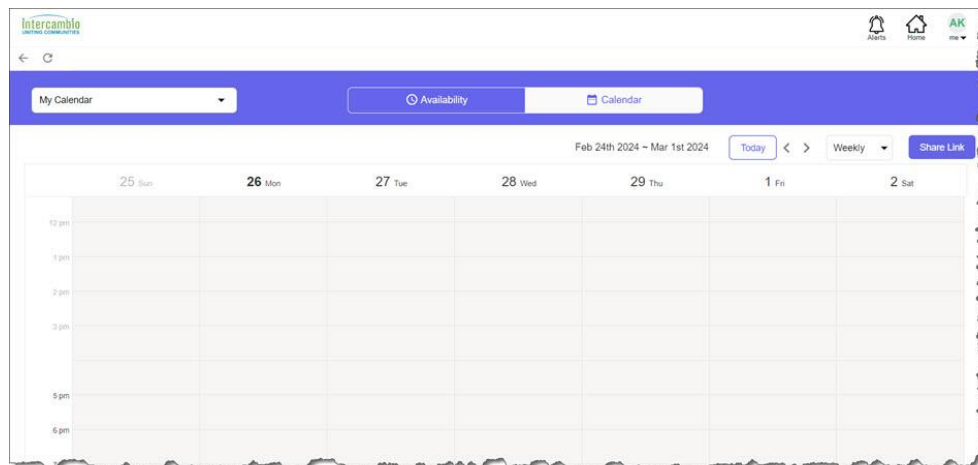 Intercambio
UNITING COMMUNITIES
Alerts
Home
AK
me
My Calendar
Availability
Calendar
Feb 24th 2024 ~ Mar 1st 2024
Today
Weekly
Share Link
25 Sun
26 Mon
27 Tue
28 Wed
29 Thu
1 Fri
2 Sat
12 pm
1 pm
2 pm
3 pm
5 pm
6 pm